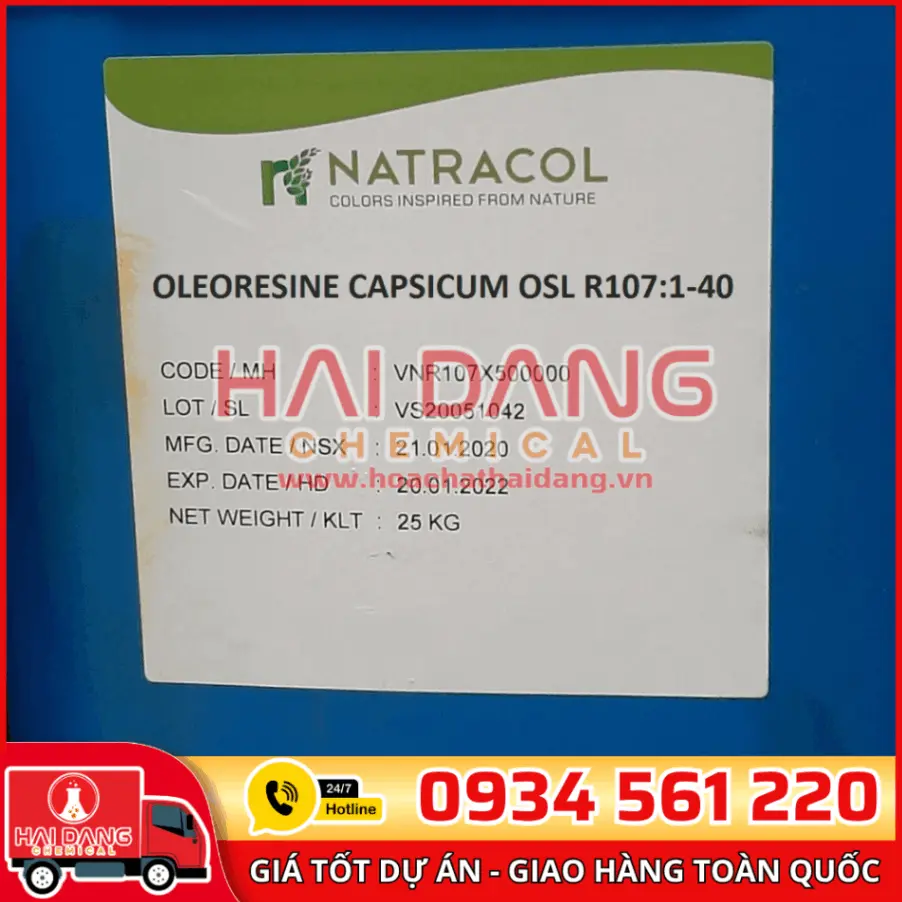 NATRACOL
COLORS INSPIRED FROM NATURE
OLEORESINE CAPSICUM OSL R107:1-40
CODE / MH : VNR107X500000
HAI DANG
LOT / SL : VS20051042
CHEMICAL
MFG. DATE / NSX : 21.01.2020
www.hoachathaidang.vn
EXP. DATE / HD : 20.01.2022
NET WEIGHT / KLT : 25 KG
HAI DANG
CHEMICAL
24/7
Hotline
0934 561 220
GIÁ TỐT DỰ ÁN - GIAO HÀNG TOÀN QUỐC